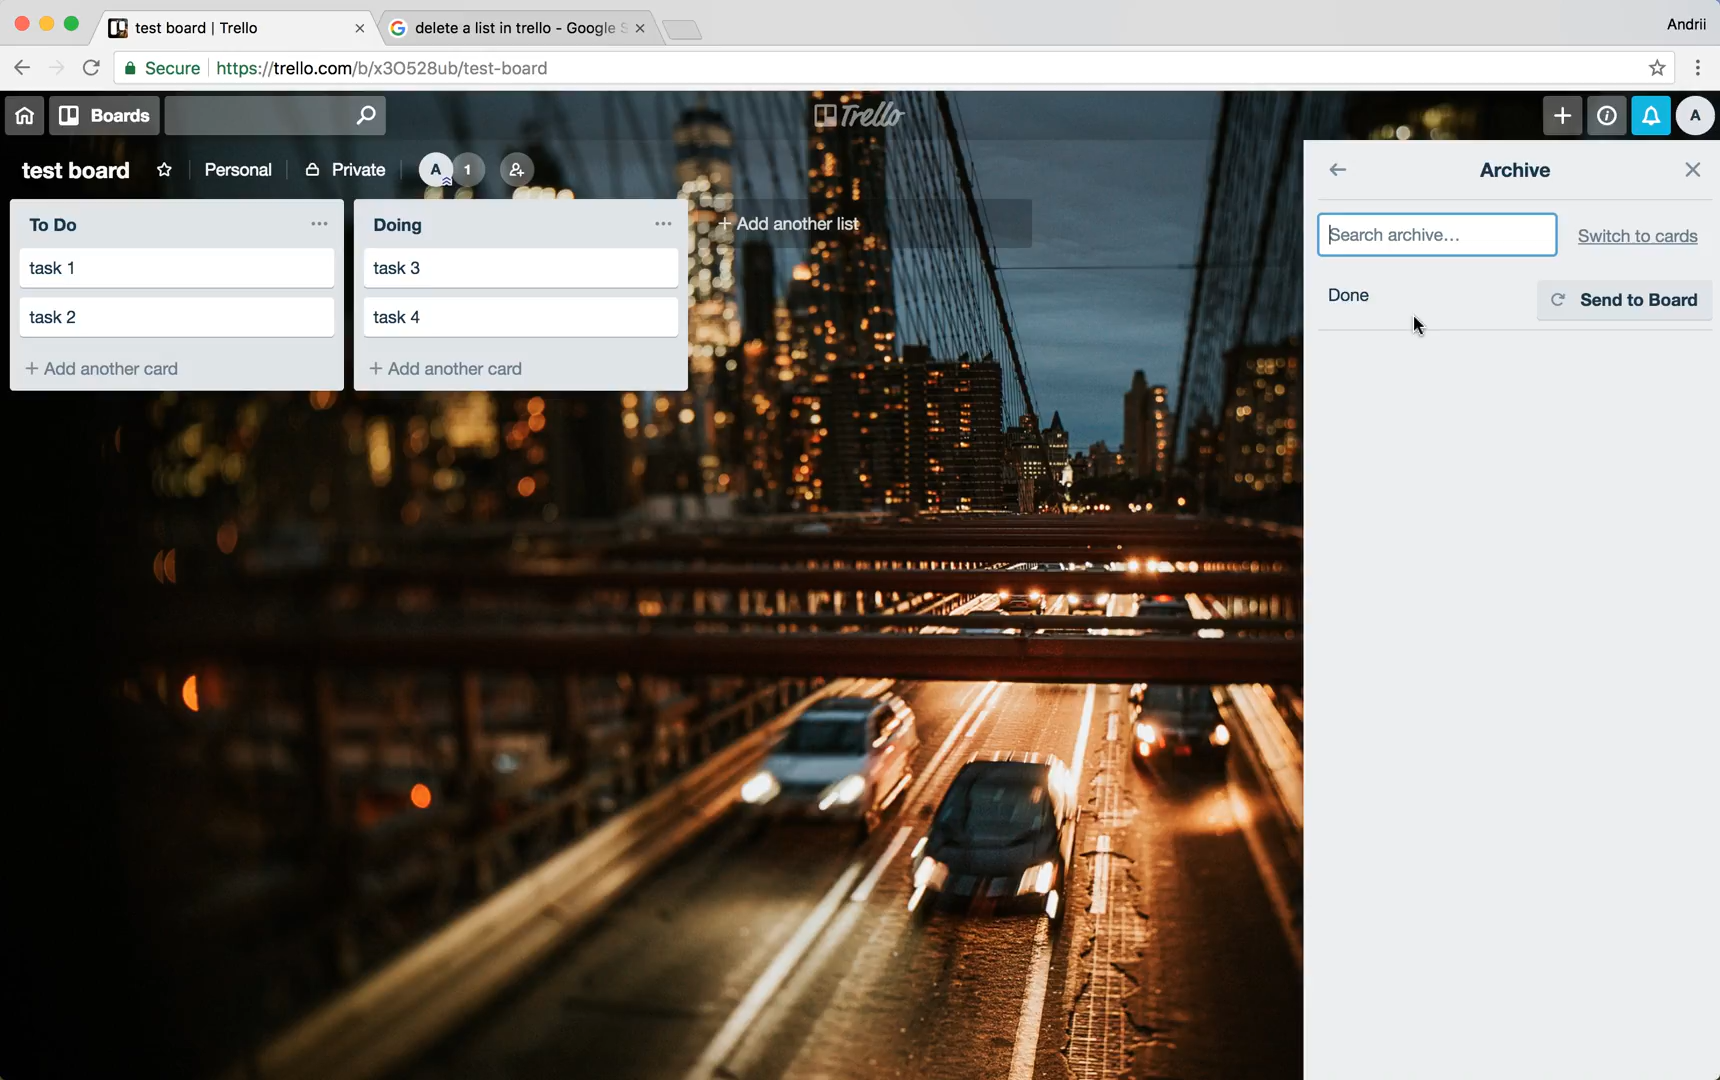 test board | Trello
delete a list in trello - Google S
Andrii
Secure
https://trello.com/b/x3O528ub/test-board
Boards
Trello
A
test board
Personal
Private
A
1
Archive
To Do
Doing
+ Add another list
Search archive...
Switch to cards
task 1
task 3
task 2
task 4
Done
Send to Board
+ Add another card
+ Add another card